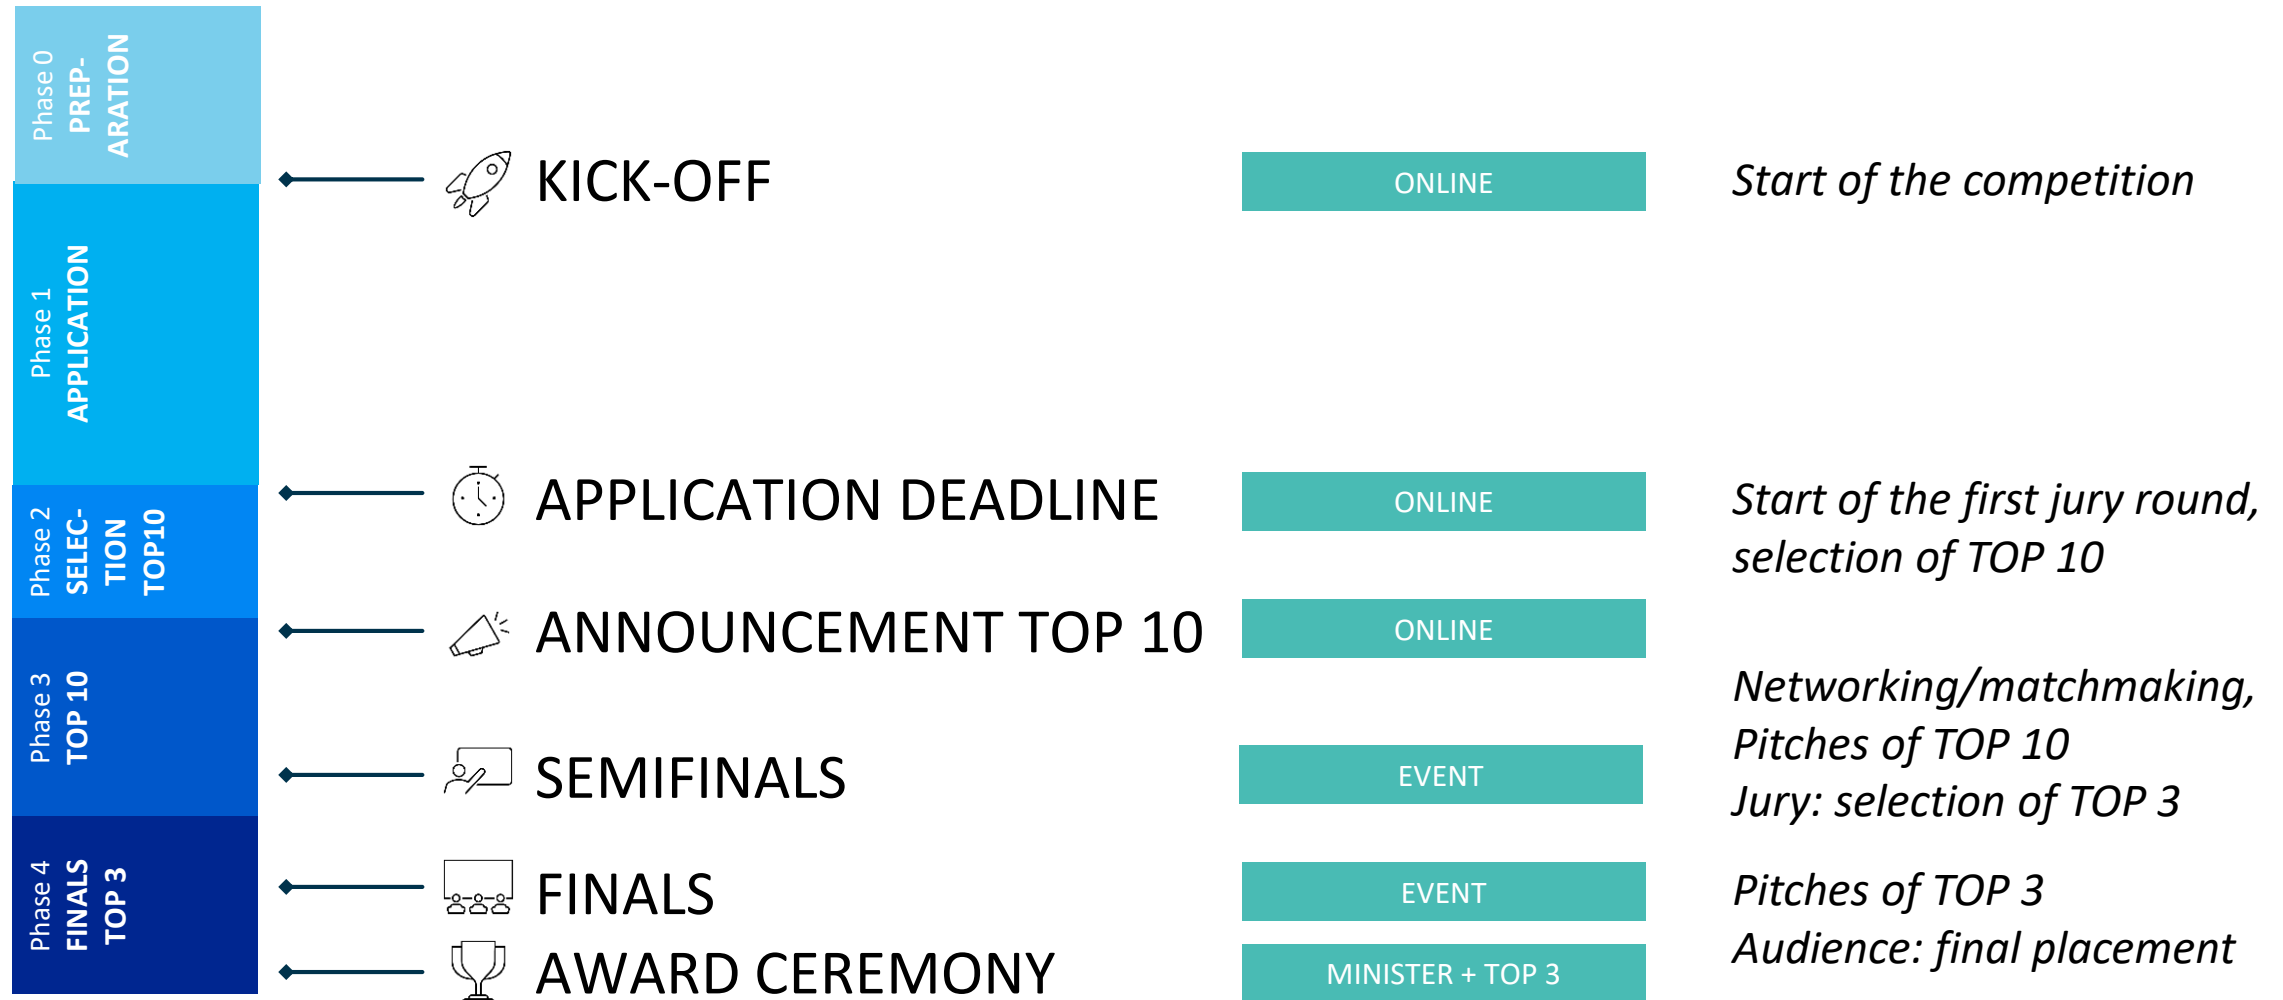 Phase 0
PREP-
ARATION
KICK-OFF
ONLINE
Start of the competition
Phase 1
APPLICATION
APPLICATION DEADLINE
ONLINE
Start of the first jury round,
selection of TOP 10
Phase 2
SELEC-
TION
TOP10
ANNOUNCEMENT TOP 10
ONLINE
Phase 3
TOP 10
SEMIFINALS
EVENT
Networking/matchmaking,
Pitches of TOP 10
Jury: selection of TOP 3
Phase 4
FINALS
TOP 3
FINALS
EVENT
Pitches of TOP 3
Audience: final placement
AWARD CEREMONY
MINISTER + TOP 3